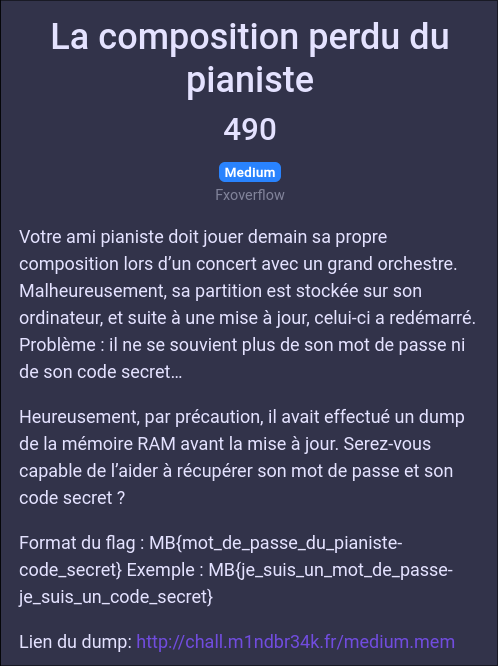 La composition perdu du
pianiste
490
Medium
Fxoverflow
Votre ami pianiste doit jouer demain sa propre
composition lors d’un concert avec un grand orchestre.
Malheureusement, sa partition est stockée sur son
ordinateur, et suite à une mise à jour, celui-ci a redémarré.
Problème : il ne se souvient plus de son mot de passe ni
de son code secret…
Heureusement, par précaution, il avait effectué un dump
de la mémoire RAM avant la mise à jour. Serez-vous
capable de l’aider à récupérer son mot de passe et son
code secret ?
Format du flag : MB{mot_de_passe_du_pianiste-
code_secret} Exemple : MB{je_suis_un_mot_de_passe-
je_suis_un_code_secret}
Lien du dump: http://chall.m1ndbr34k.fr/medium.mem